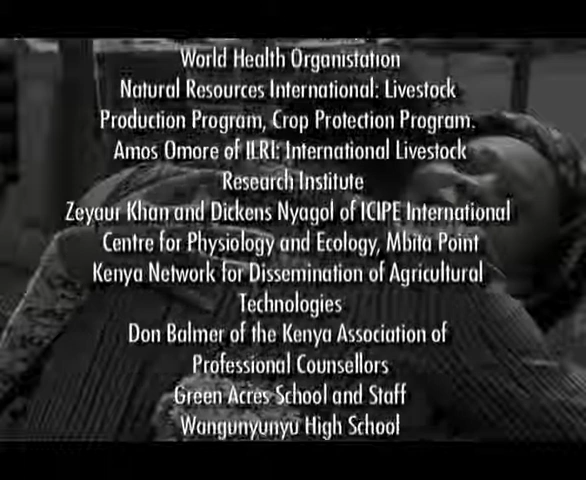 World Health Organistation
Natural Resources International: Livestock
Production Program, Crop Protection Program.
Amos Omore of ILRI: International Livestock
Research Institute
Zeyaur Khan and Dickens Nyagol of ICIPE International
Centre for Physiology and Ecology, Mbita Point
Kenya Network for Dissemination of Agricultural
Technologies
Don Balmer of the Kenya Association of
Professional Counsellors
Green Acres School and Staff
Wangunyunyu High School